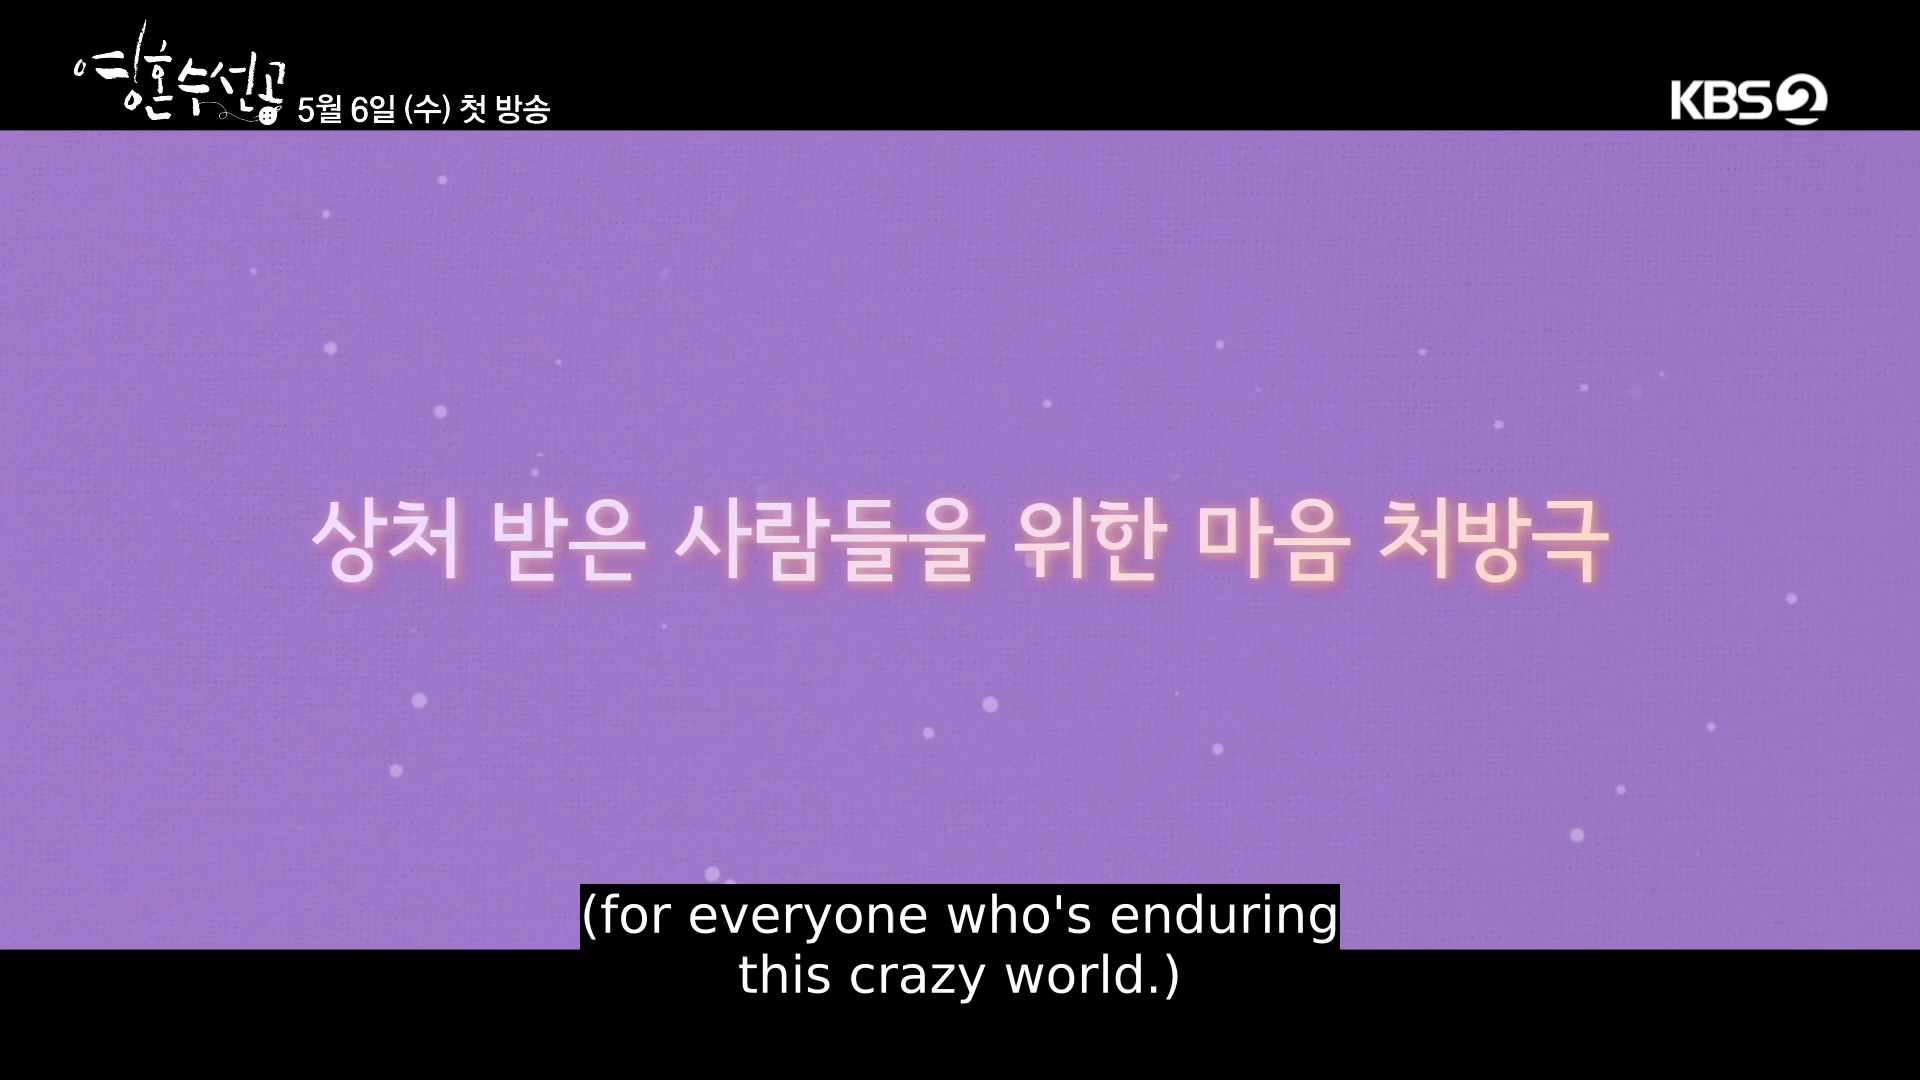 영혼수선공 5월 6일 (수) 첫 방송
KBS2
상처 받은 사람들을 위한 마음 처방극
(for everyone who's enduring
this crazy world.)